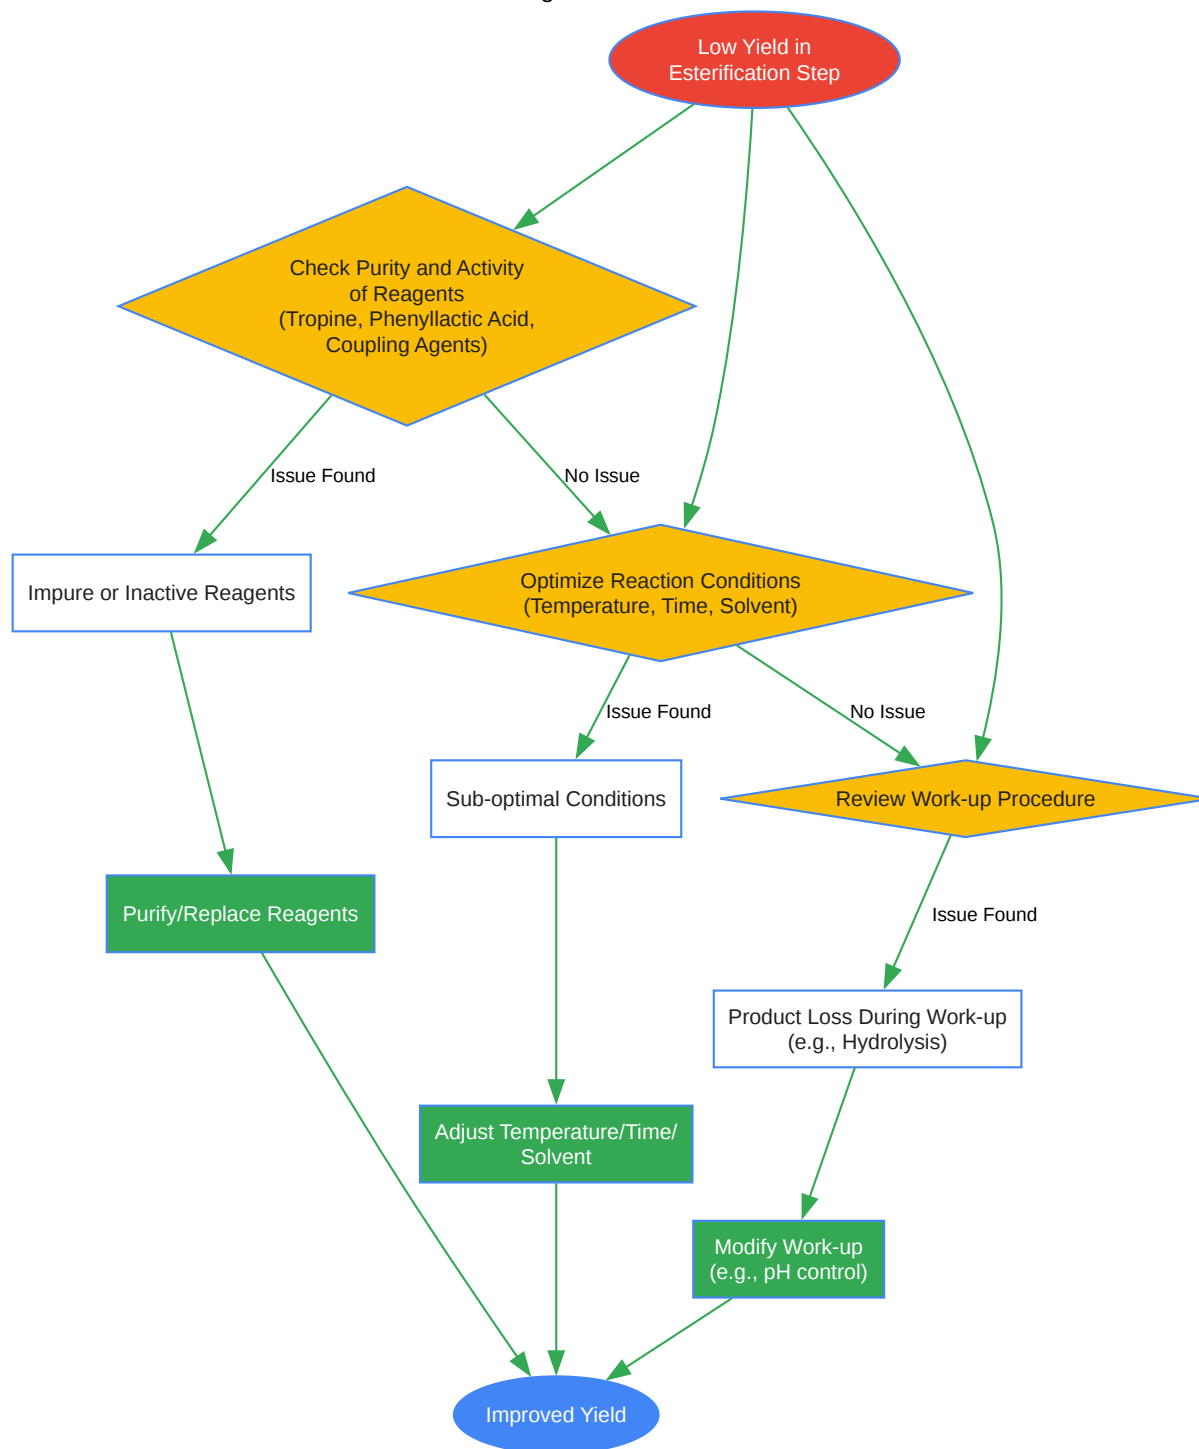 Low Yield in
Esterification Step
Check Purity and Activity
of Reagents
(Tropine, Phenyllactic Acid,
Coupling Agents)
Issue Found
No Issue
Impure or Inactive Reagents
Optimize Reaction Conditions
(Temperature, Time, Solvent)
Issue Found
No Issue
Sub-optimal Conditions
Review Work-up Procedure
Purify/Replace Reagents
Issue Found
Product Loss During Work-up
(e.g., Hydrolysis)
Adjust Temperature/Time/
Solvent
Modify Work-up
(e.g., pH control)
Improved Yield